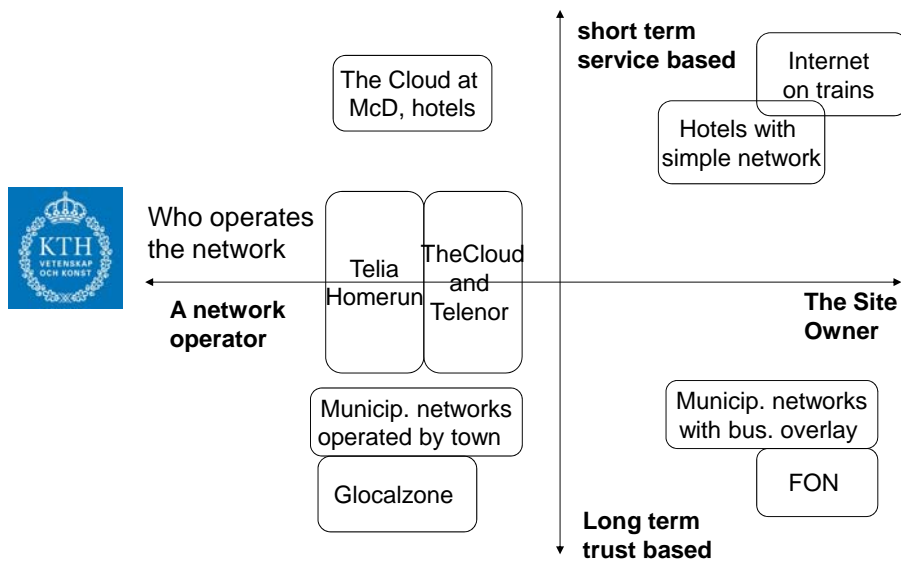 short term
service based
Internet
on trains
The Cloud at
McD, hotels
Hotels with
simple network
KTH
VETENSKAP
OCH KONST
Who operates
the network
Telia
Homerun
TheCloud
and
Telenor
A network
operator
The Site
Owner
Municip. networks
operated by town
Municip. networks
with bus. overlay
Glocalzone
FON
Long term
trust based